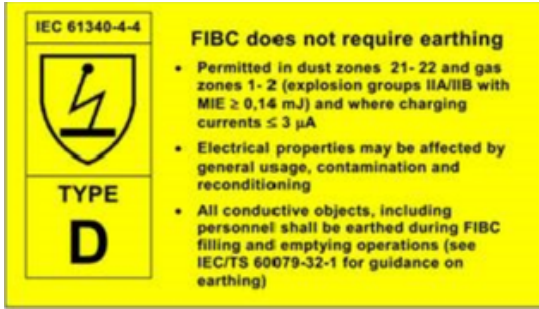 IEC 61340-4-4
TYPE
D
FIBC does not require earthing
• Permitted in dust zones 21- 22 and gas
zones 1- 2 (explosion groups IIA/IIB with
MIE ≥ 0,14 mJ) and where charging
currents ≤ 3 µA
• Electrical properties may be affected by
general usage, contamination and
reconditioning
• All conductive objects, including
personnel shall be earthed during FIBC
filling and emptying operations (see
IEC/TS 60079-32-1 for guidance on
earthing)